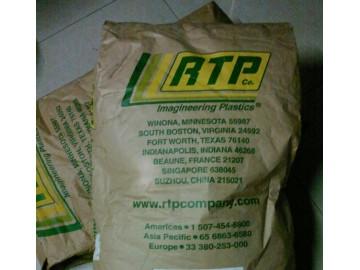 RTP
Co.
Imagineering Plastics®
WINONA, MINNESOTA 55987
SOUTH BOSTON, VIRGINIA 24592
FORT WORTH, TEXAS 76140
INDIANAPOLIS, INDIANA 46268
BEAUNE, FRANCE 21207
SINGAPORE 638045
SUZHOU, CHINA 215021
www.rtpcompany.com
Americas • 1 507-454-6900
Asia Pacific • 65 6863-6580
Europe • 33 380-253-000
Imagineering